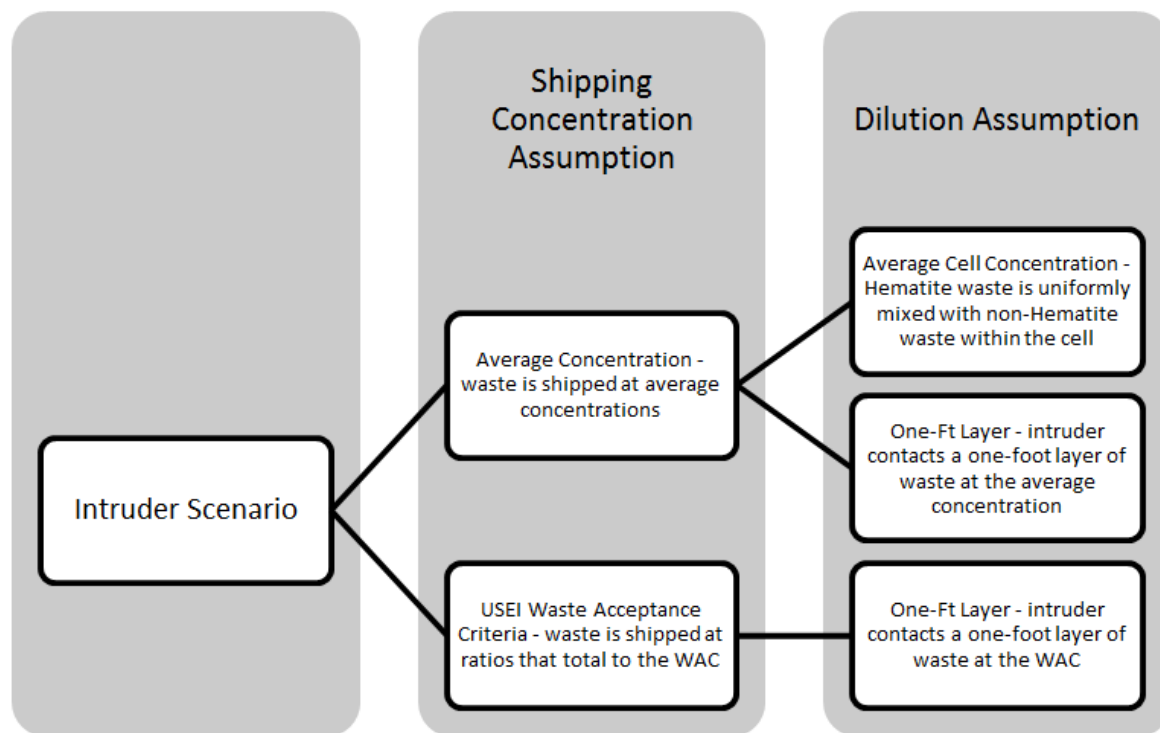 Shipping
Concentration
Assumption
Dilution Assumption
Intruder Scenario
Average Concentration -
waste is shipped at average
concentrations
USEI Waste Acceptance
Criteria - waste is shipped at
ratios that total to the WAC
Average Cell Concentration -
Hematite waste is uniformly
mixed with non-Hematite
waste within the cell
One-Ft Layer - intruder
contacts a one-foot layer of
waste at the average
concentration
One-Ft Layer - intruder
contacts a one-foot layer of
waste at the WAC